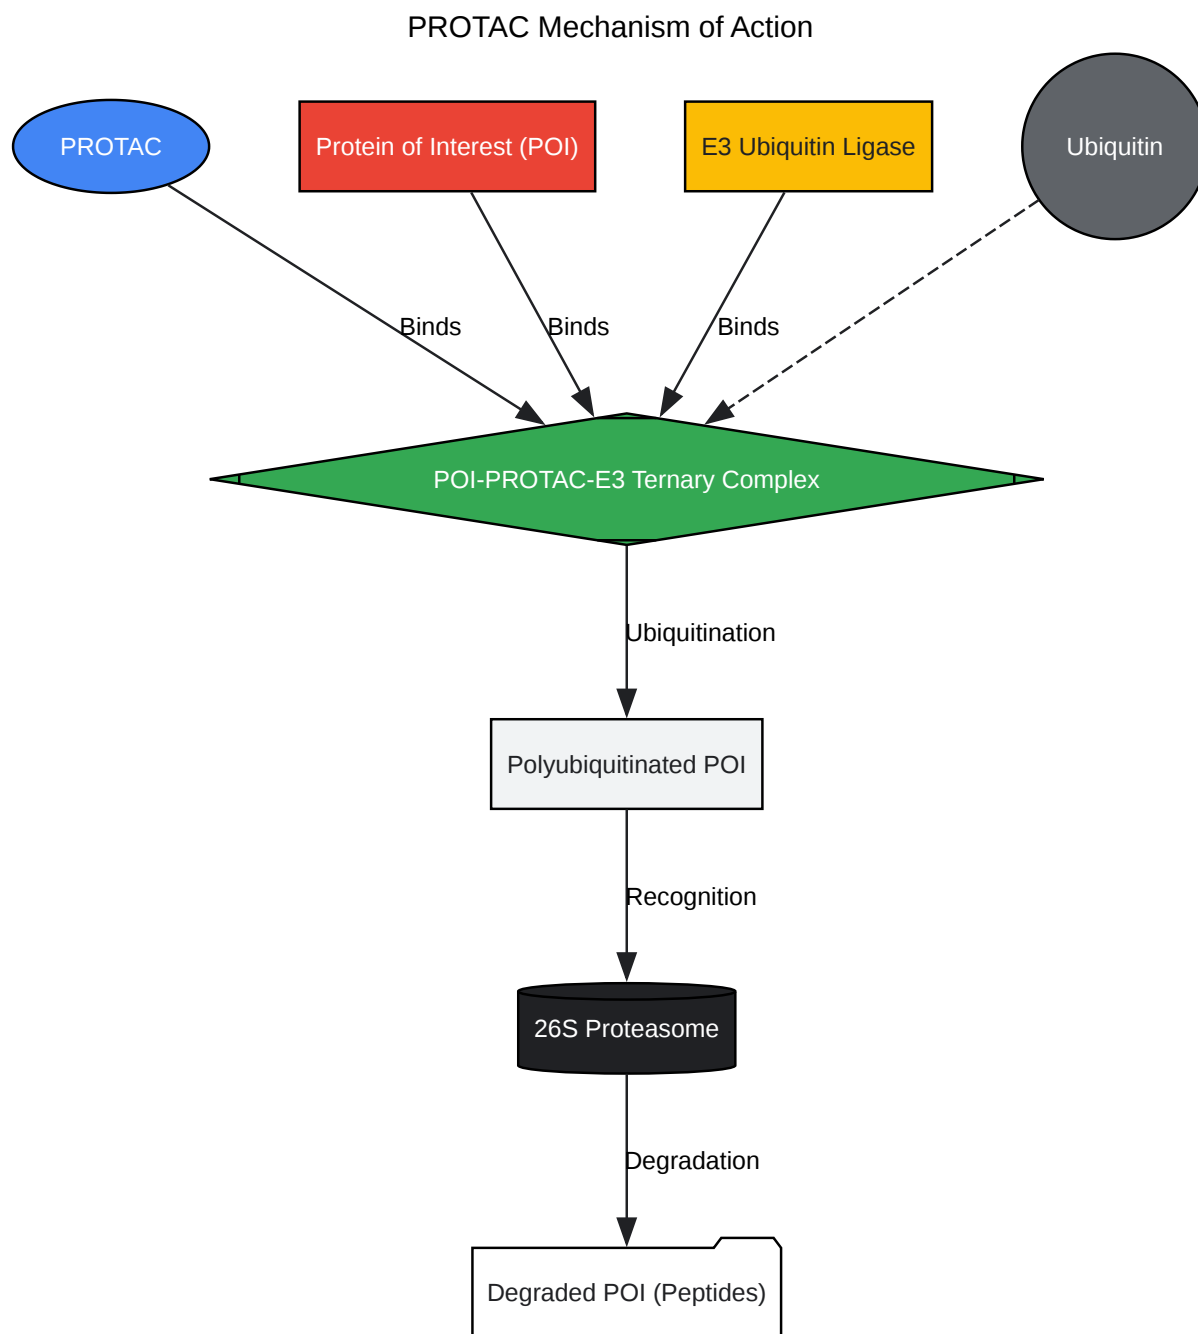 PROTAC Mechanism of Action
PROTAC
Protein of Interest (POI)
E3 Ubiquitin Ligase
Ubiquitin
Binds
Binds
Binds
POI-PROTAC-E3 Ternary Complex
Ubiquitination
Polyubiquitinated POI
Recognition
26S Proteasome
Degradation
Degraded POI (Peptides)